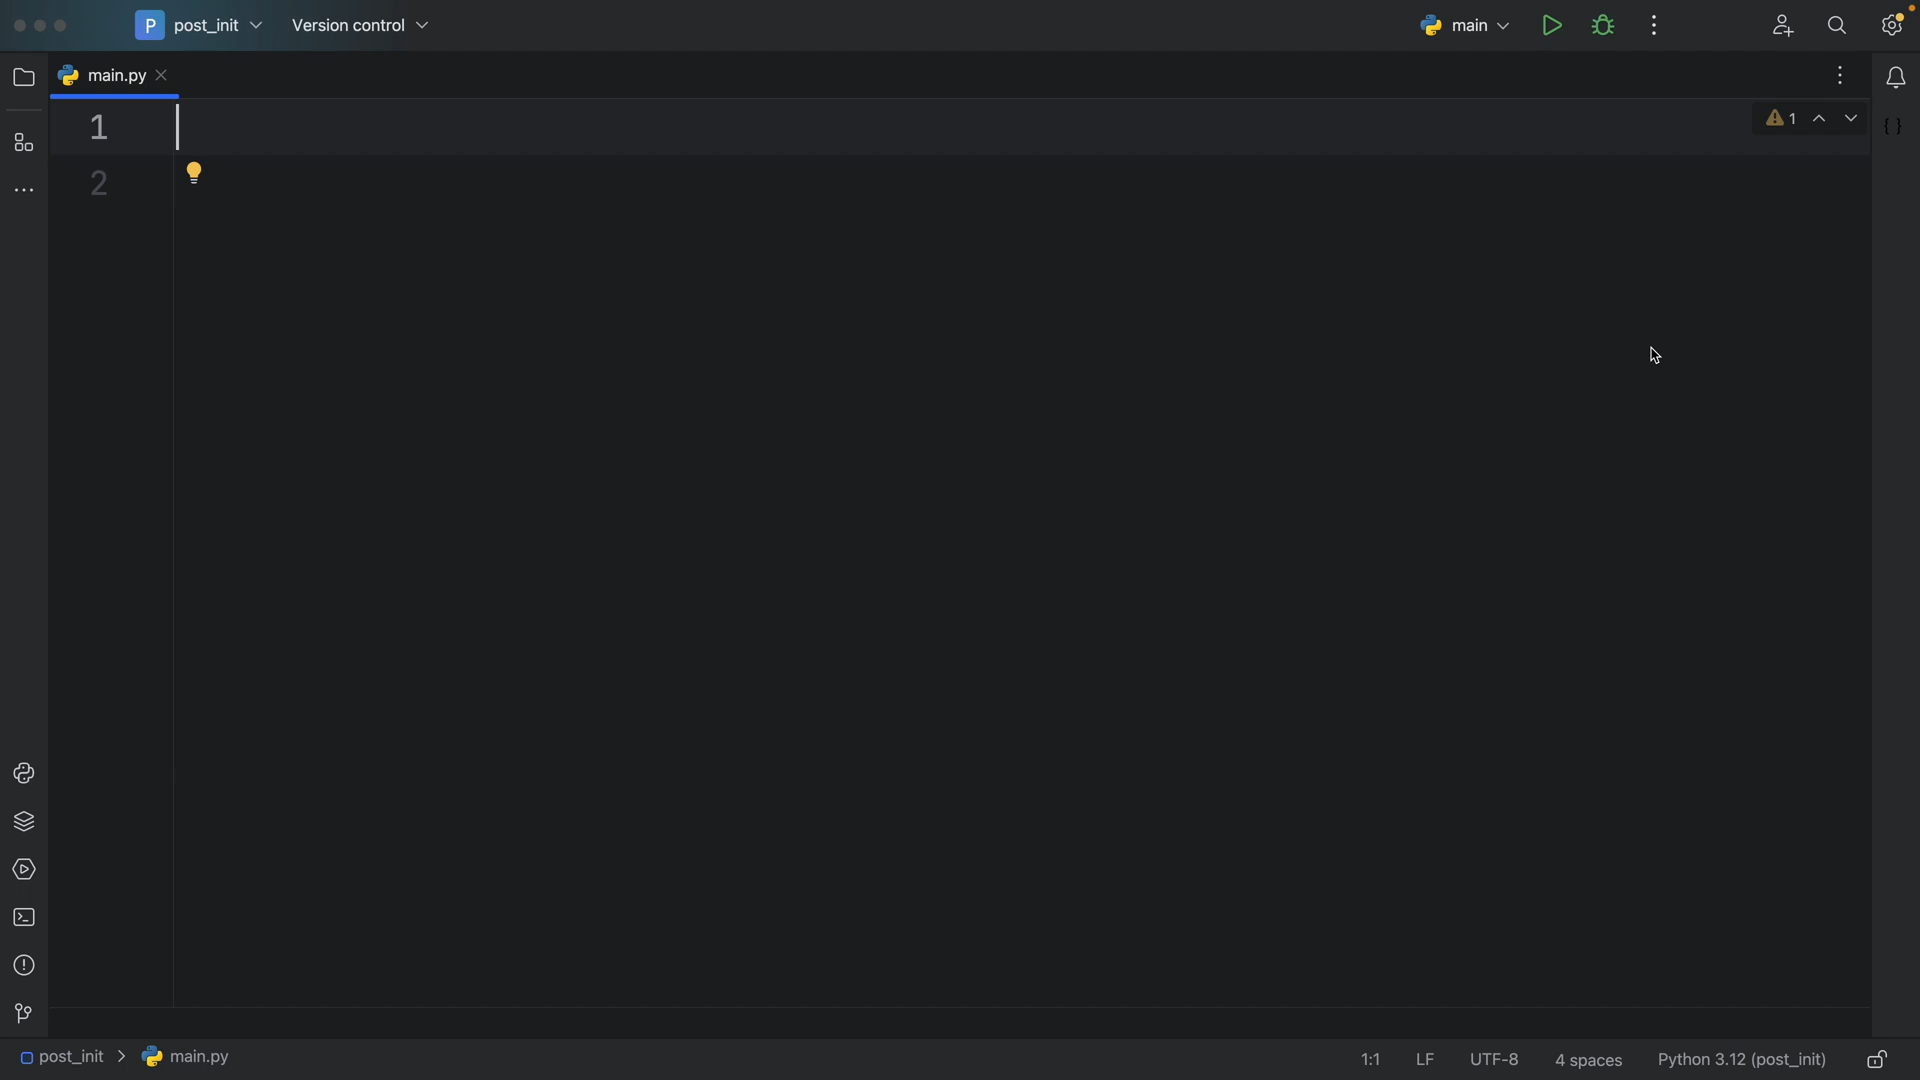 P post_init Version control main
main.py
1 1
2
post_init > main.py 1:1 LF UTF-8 4 spaces Python 3.12 (post_init)